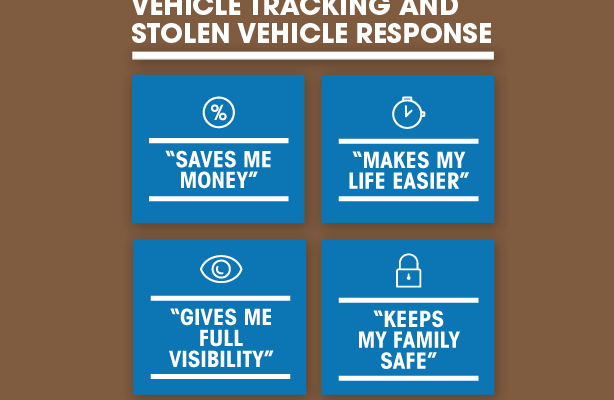 VEHICLE TRACKING AND
STOLEN VEHICLE RESPONSE
%
“SAVES ME
MONEY”
“MAKES MY
LIFE EASIER”
“GIVES ME
FULL
VISIBILITY”
“KEEPS
MY FAMILY
SAFE”